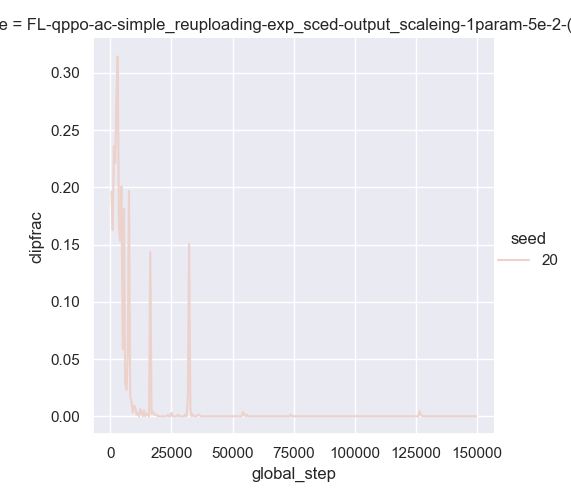 e = FL-qppo-ac-simple_reuploading-exp_sced-output_scaleing-1param-5e-2-(
0.30
0.25
0.20
0.15
0.10
0.05
0.00
clipfrac
0 25000 50000 75000 100000 125000 150000
global_step
seed
20